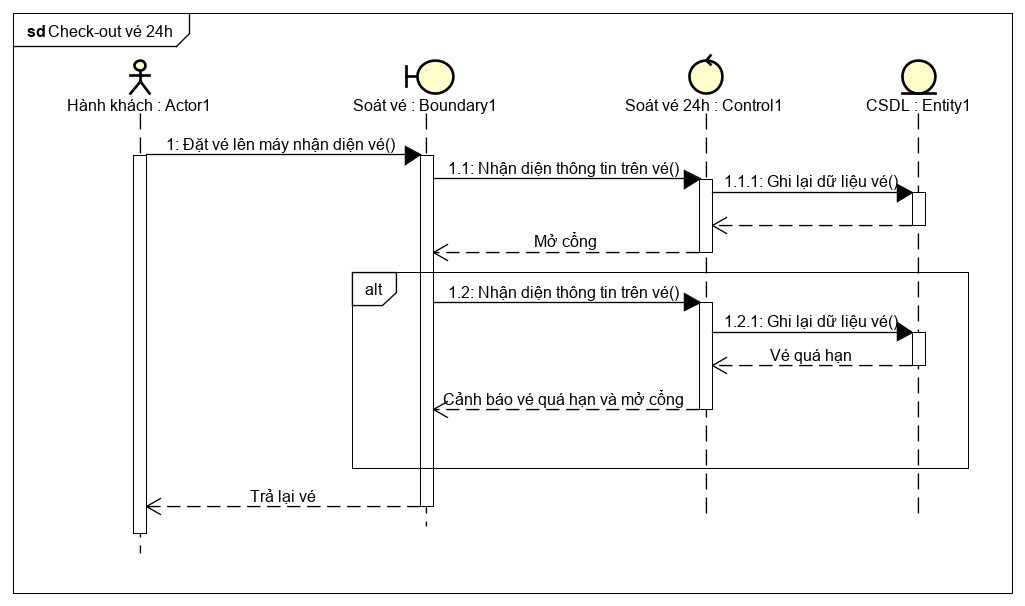 sd Check-out vé 24h
Hành khách : Actor1
Soát vé : Boundary1
Soát vé 24h : Control1
CSDL : Entity1
1: Đặt vé lên máy nhận diện vé()
1.1: Nhận diện thông tin trên vé()
1.1.1: Ghi lại dữ liệu vé()
Mở cổng
alt
1.2: Nhận diện thông tin trên vé()
1.2.1: Ghi lại dữ liệu vé()
Vé quá hạn
Cảnh báo vé quá hạn và mở cổng
Trả lại vé